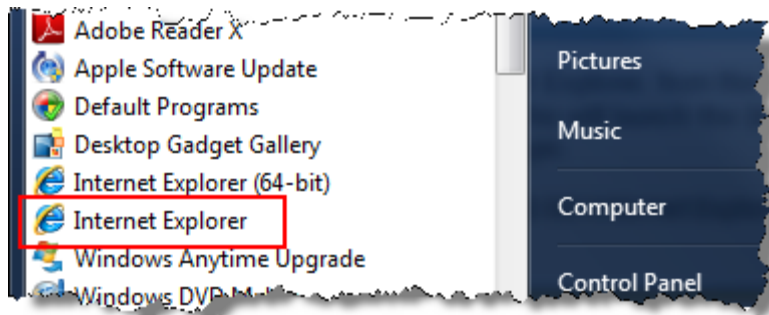 Adobe Reader X
Apple Software Update
Default Programs
Desktop Gadget Gallery
Internet Explorer (64-bit)
Internet Explorer
Windows Anytime Upgrade
Windows DVD
Pictures
Music
Computer
Control Panel